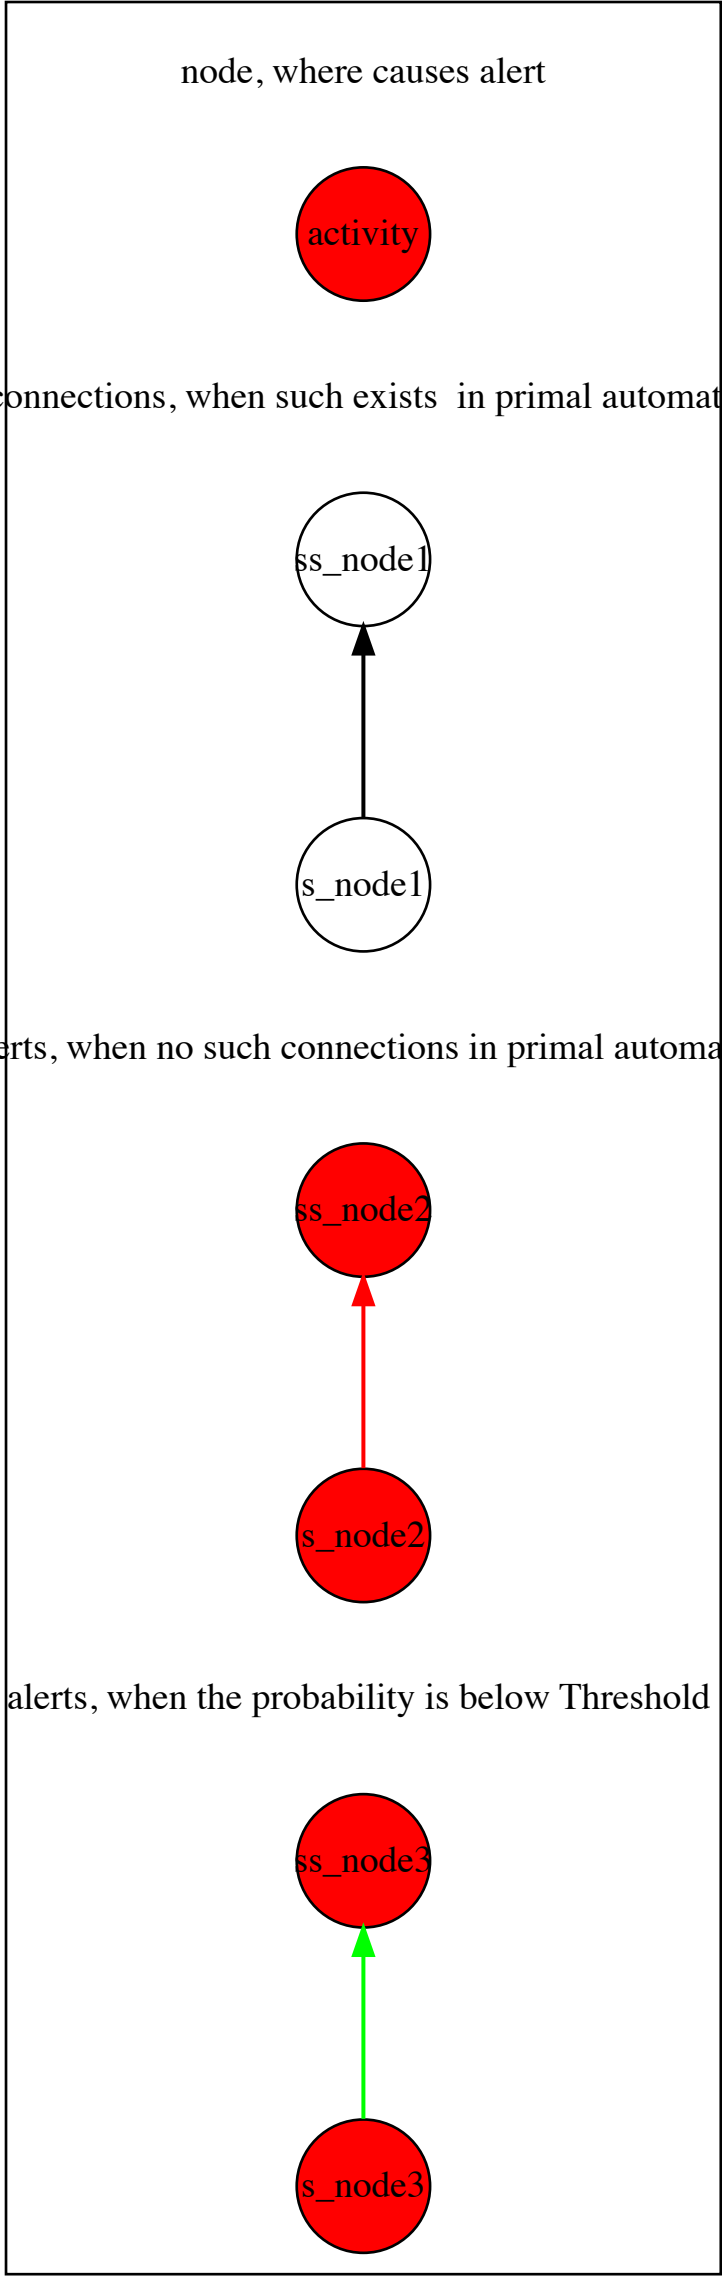 node, where causes alert
activity
connections, when such exists  in primal automat
ss_node1
s_node1
erts, when no such connections in primal automa
ss_node2
s_node2
alerts, when the probability is below Threshold
ss_node3
s_node3